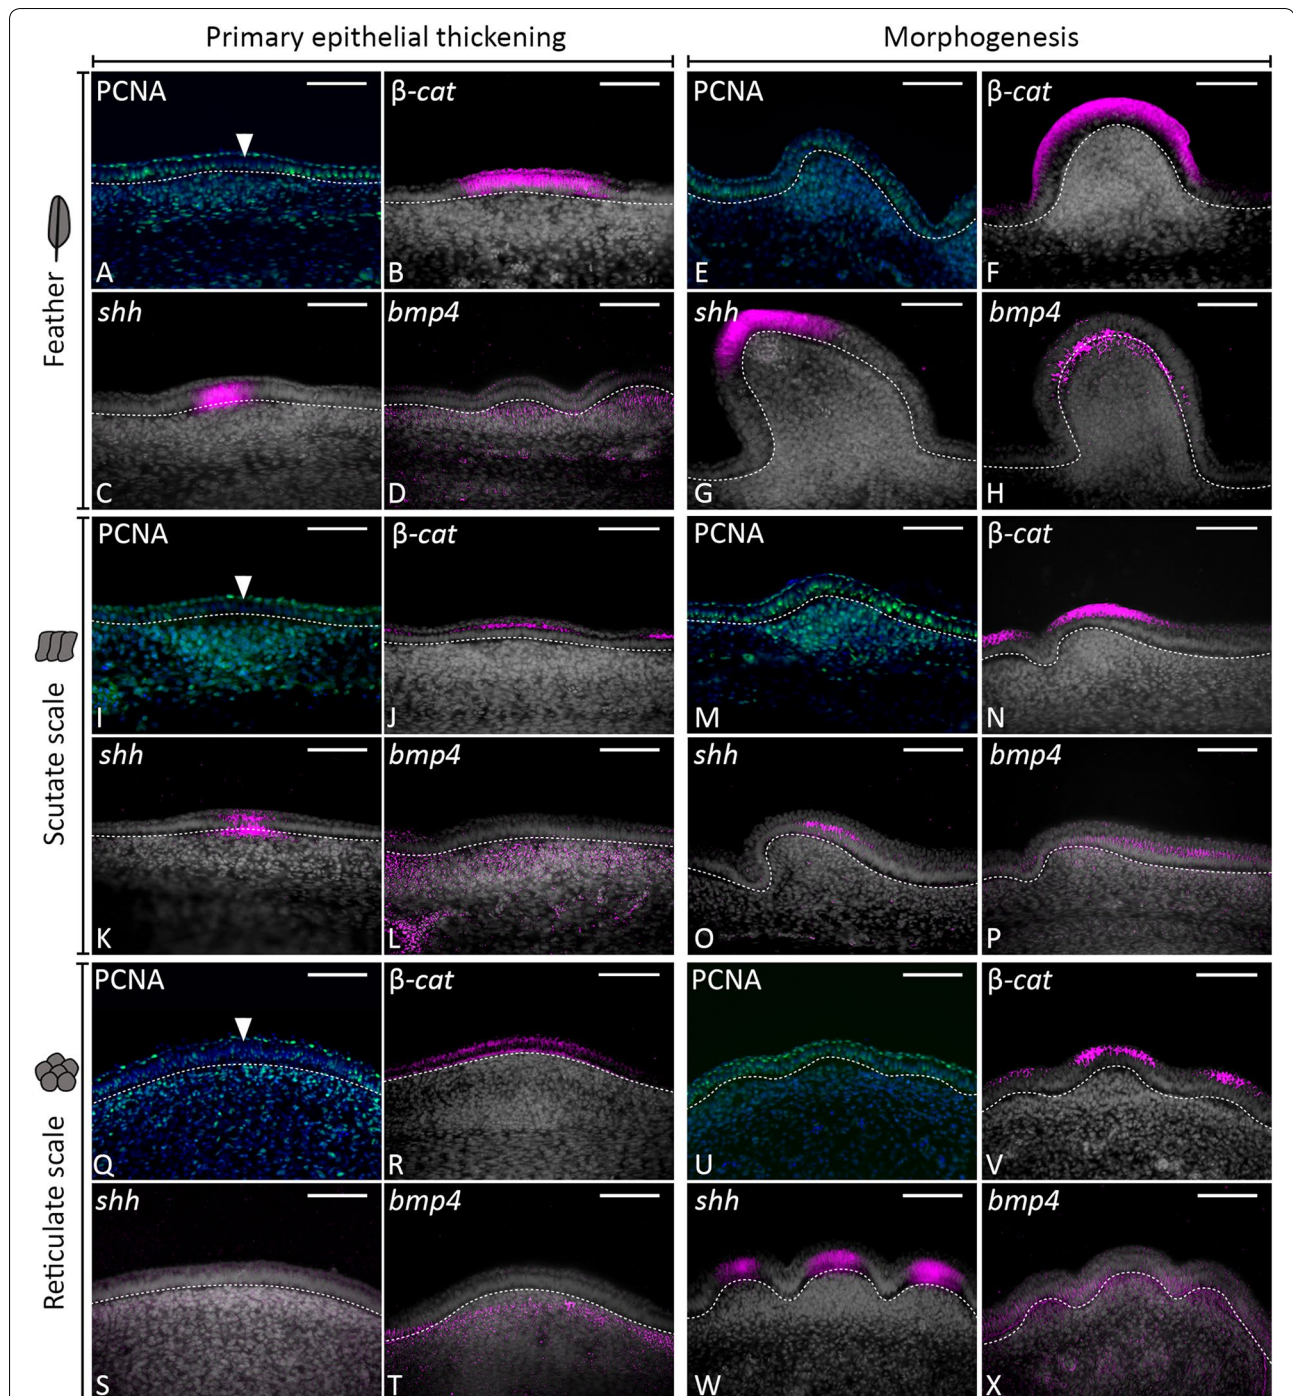 Primary epithelial thickening
Morphogenesis
Feather
PCNA
A
β-cat
B
PCNA
E
β-cat
F
shh
C
bmp4
D
shh
G
bmp4
H
Scutate scale
PCNA
I
β-cat
J
PCNA
M
β-cat
N
shh
K
bmp4
L
shh
O
bmp4
P
Reticulate scale
PCNA
Q
β-cat
R
PCNA
U
β-cat
V
shh
S
bmp4
T
shh
W
bmp4
X